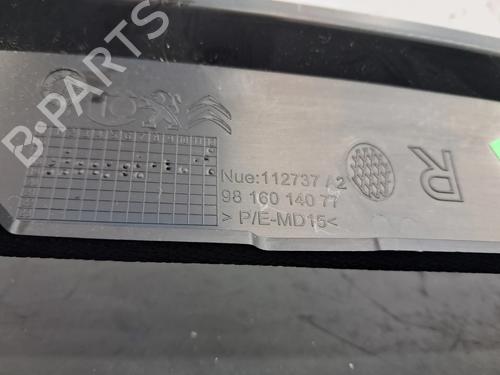 B-PARTS
Nue:112737 A2
98 160 140 77
> P/E-MD15<
R